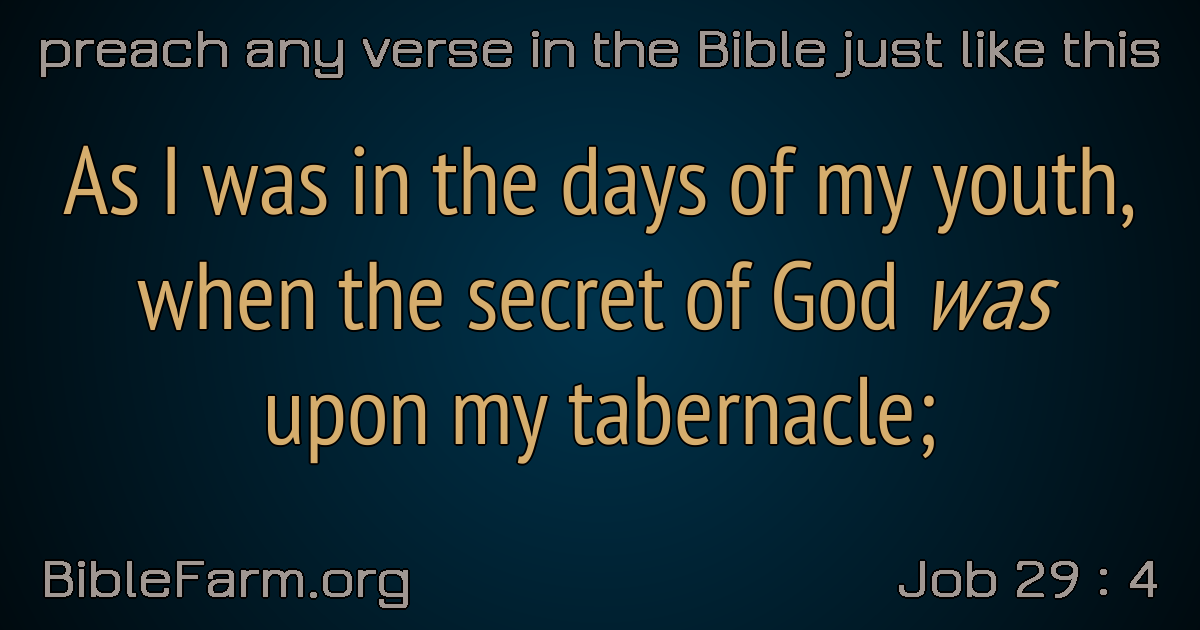 preach any verse in the Bible just like this
As I was in the days of my youth,
when the secret of God was
upon my tabernacle;
BibleFarm.org
Job 29 : 4